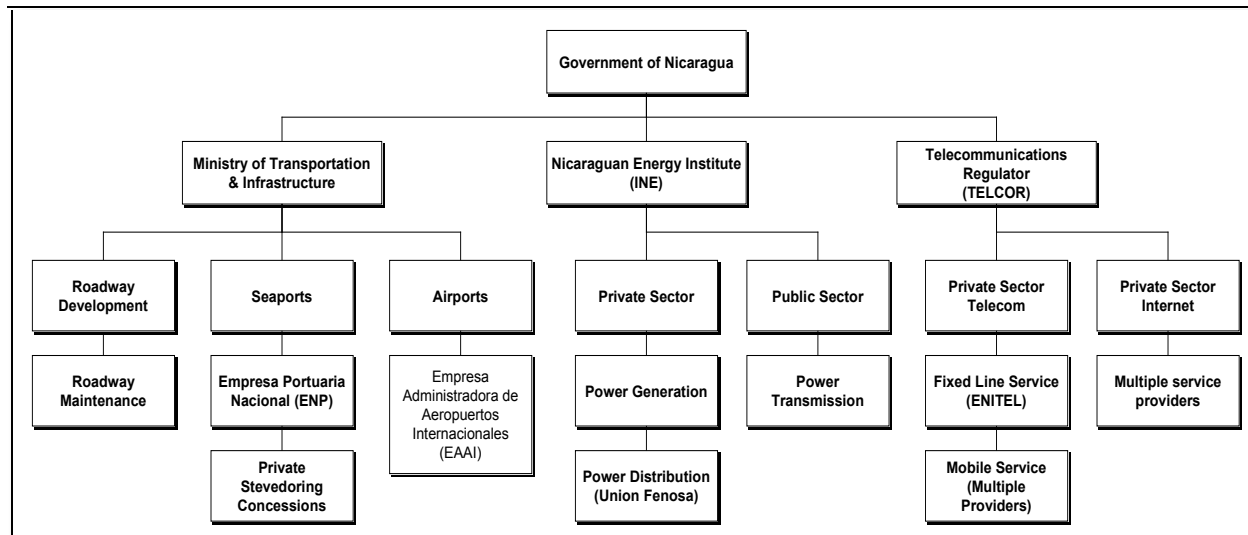 Government of Nicaragua
Ministry of Transportation
& Infrastructure
Nicaraguan Energy Institute
(INE)
Telecommunications
Regulator
(TELCOR)
Roadway
Development
Seaports
Airports
Private Sector
Public Sector
Private Sector
Telecom
Private Sector
Internet
Roadway
Maintenance
Empresa Portuaria
Nacional (ENP)
Empresa
Administradora de
Aeropuertos
Internacionales
(EAAI)
Power Generation
Power
Transmission
Fixed Line Service
(ENITEL)
Multiple service
providers
Private
Stevedoring
Concessions
Power Distribution
(Union Fenosa)
Mobile Service
(Multiple
Providers)